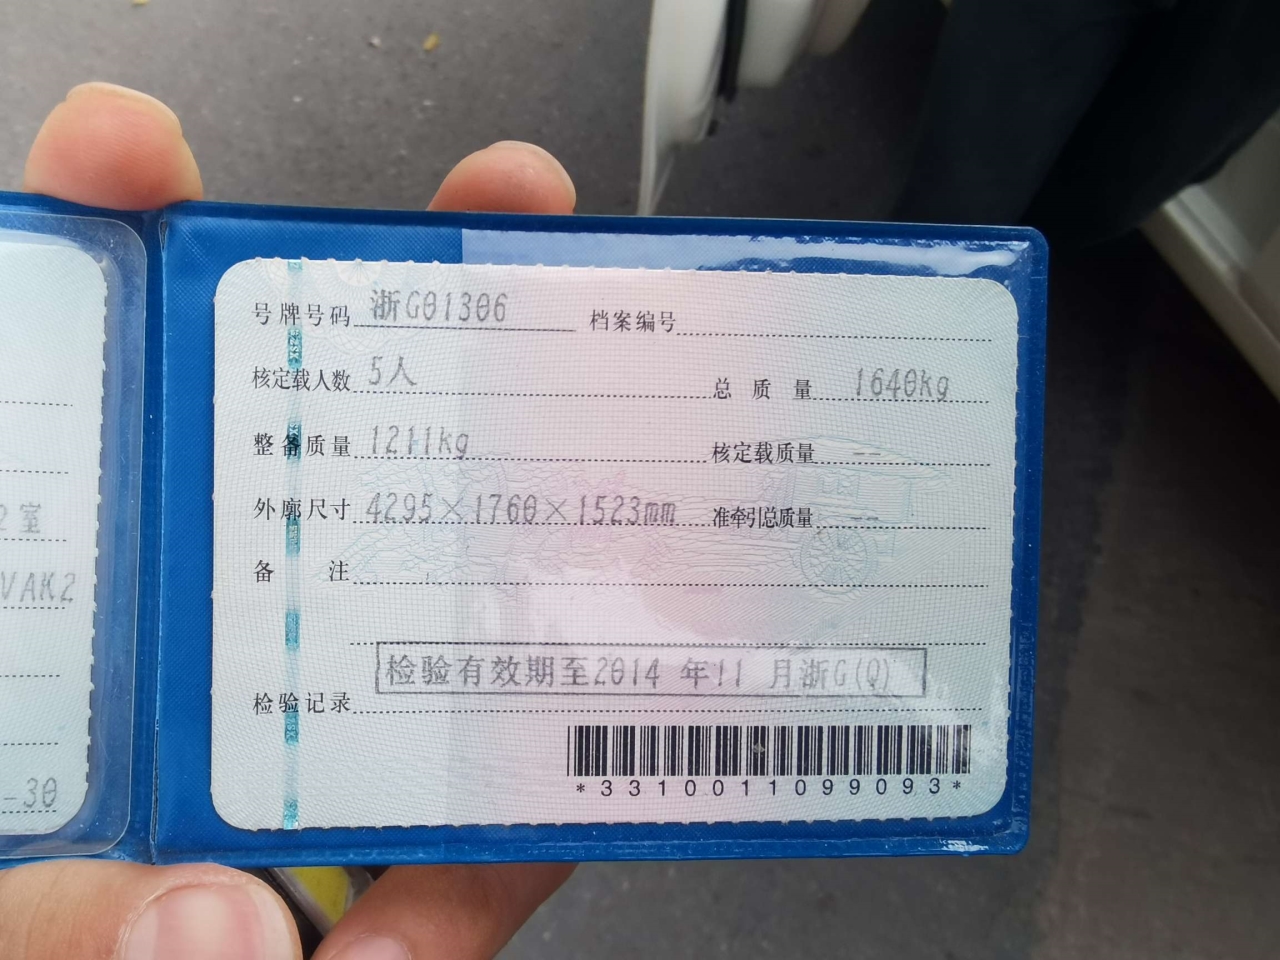 号牌号码 浙G01306 档案编号
核定载人数 5人 总质量 1640kg
整备质量 1211kg 核定载质量 --
外廓尺寸 4295×1760×1523mm 准牵引总质量 --
备注
检验有效期至2014 年11 月浙G(Q)
检验记录
*3310011099093*
2室
VAK2
-30